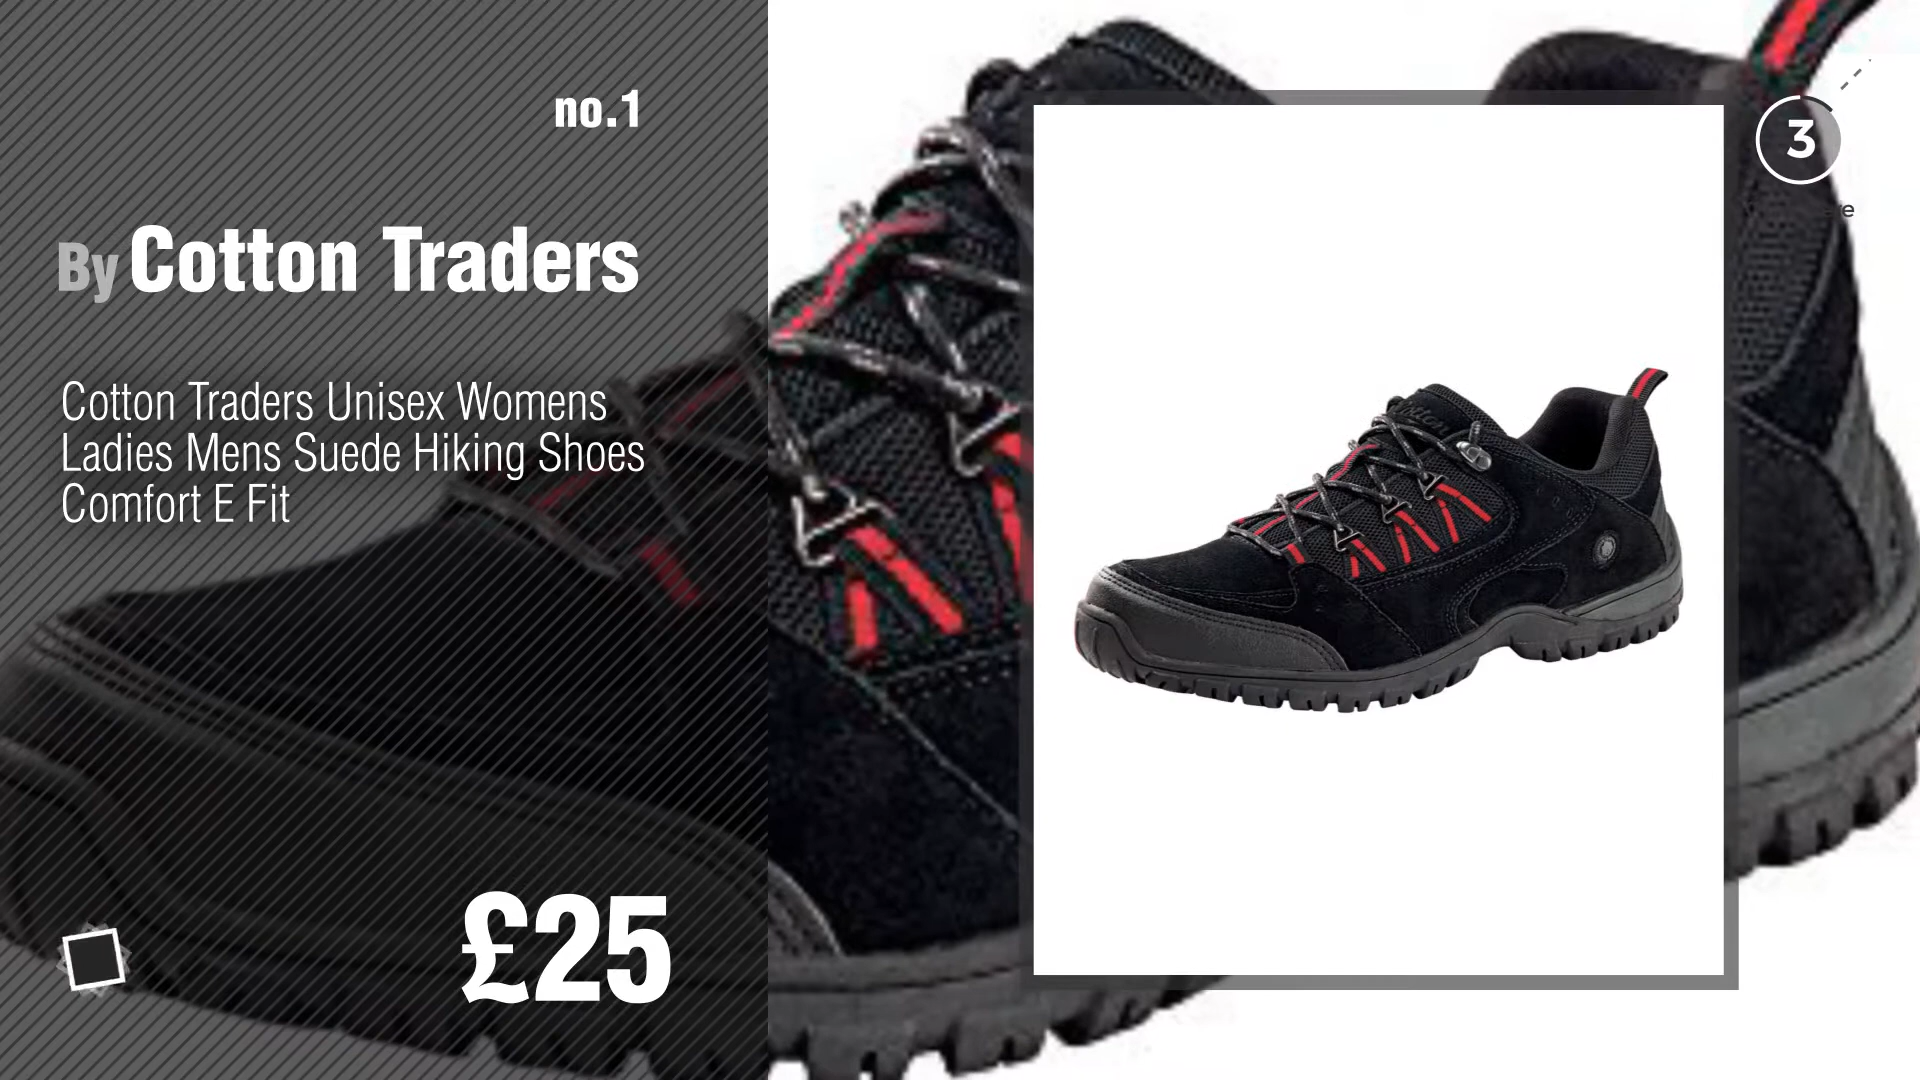 no.1
By Cotton Traders
Cotton Traders Unisex Womens
Ladies Mens Suede Hiking Shoes
Comfort E Fit
£25
3